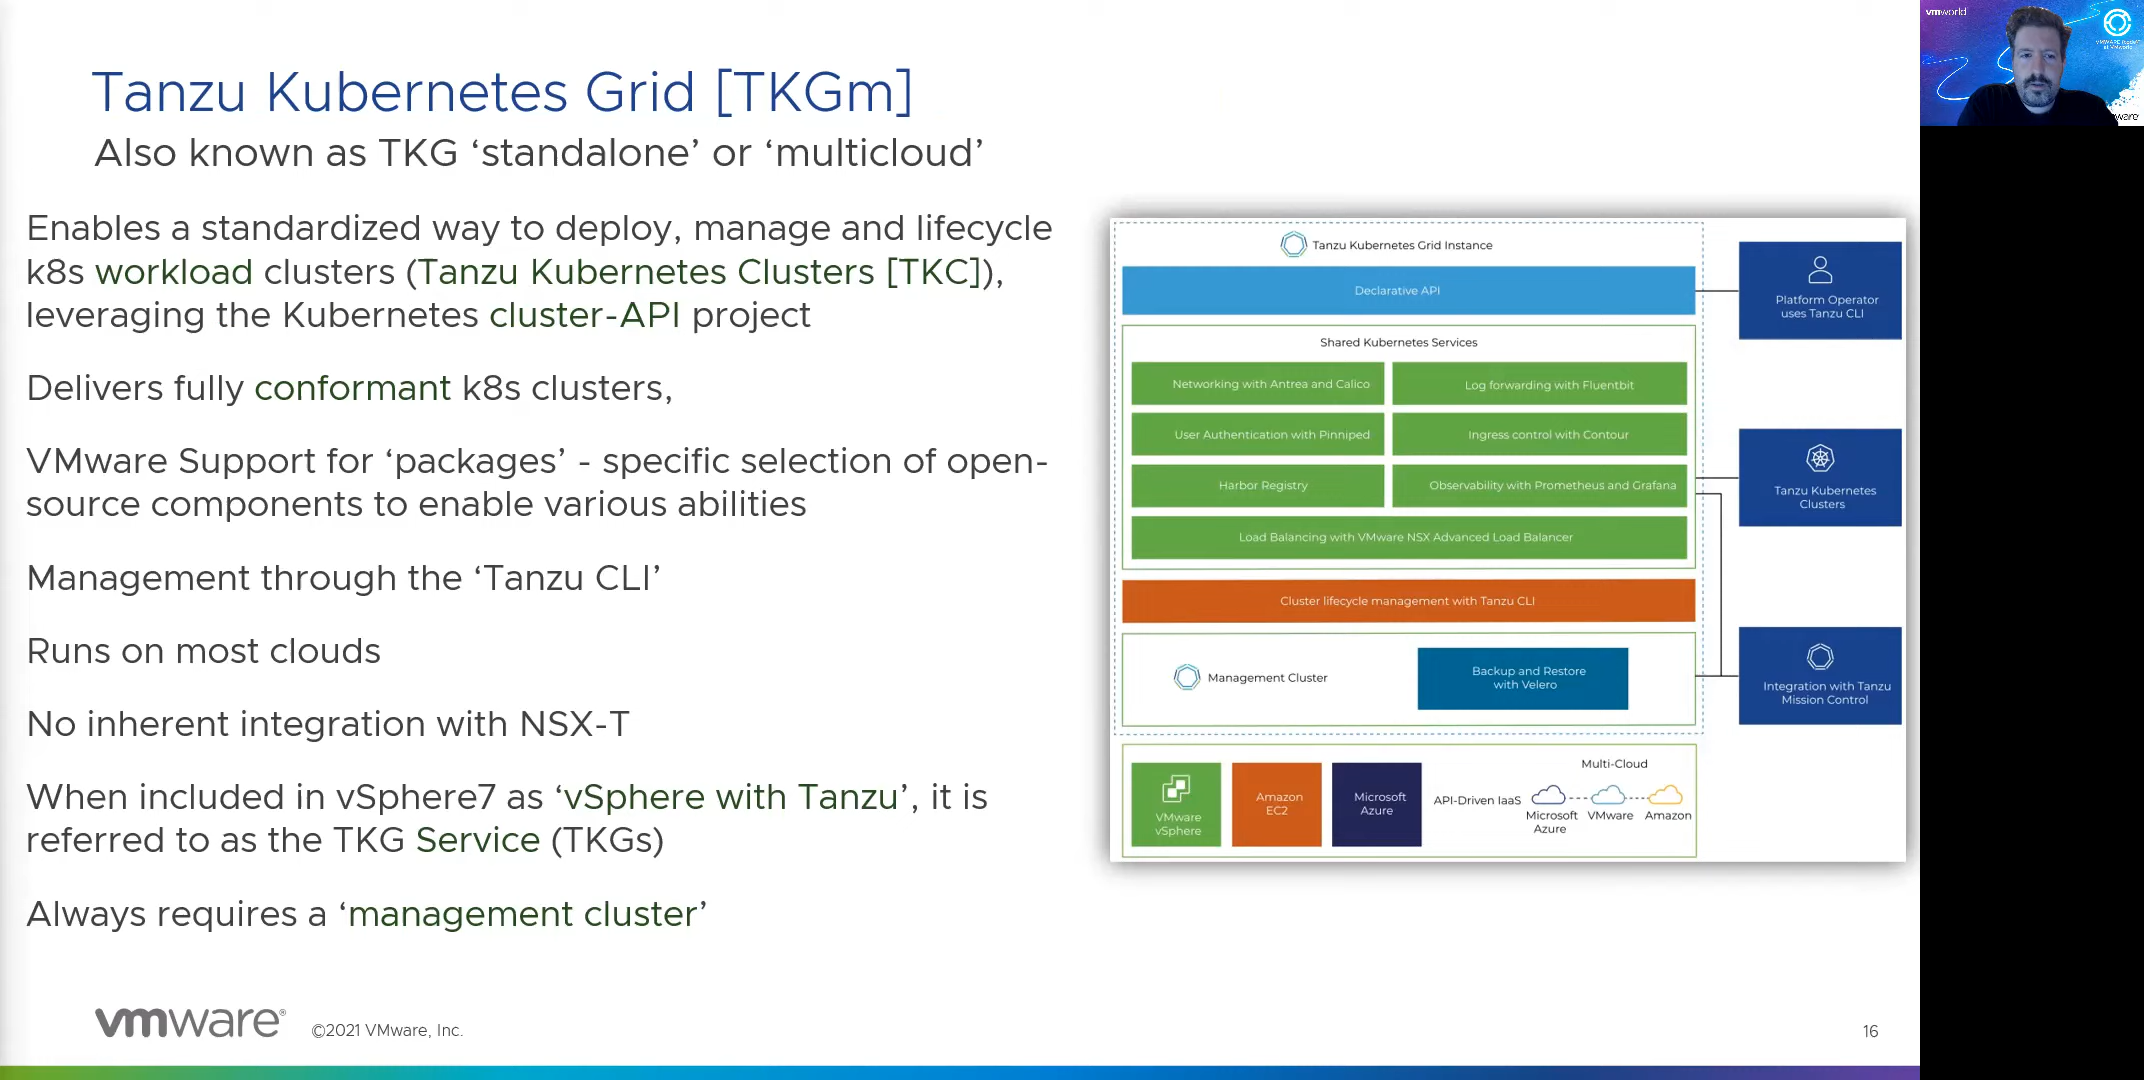 Tanzu Kubernetes Grid [TKGm]
Also known as TKG ‘standalone’ or ‘multicloud’
Enables a standardized way to deploy, manage and lifecycle
k8s workload clusters (Tanzu Kubernetes Clusters [TKC]),
leveraging the Kubernetes cluster-API project
Delivers fully conformant k8s clusters,
VMware Support for ‘packages’ - specific selection of open-
source components to enable various abilities
Management through the ‘Tanzu CLI’
Runs on most clouds
No inherent integration with NSX-T
When included in vSphere7 as ‘vSphere with Tanzu’, it is
referred to as the TKG Service (TKGs)
Always requires a ‘management cluster’
Tanzu Kubernetes Grid Instance
Declarative API
Shared Kubernetes Services
Networking with Antrea and Calico
Log forwarding with Fluentbit
User Authentication with Pinniped
Ingress control with Contour
Harbor Registry
Observability with Prometheus and Grafana
Load Balancing with VMware NSX Advanced Load Balancer
Cluster lifecycle management with Tanzu CLI
Management Cluster
Backup and Restore
with Velero
VMware
vSphere
Amazon
EC2
Microsoft
Azure
API-Driven IaaS
Multi-Cloud
Microsoft
Azure
VMware
Amazon
Platform Operator
uses Tanzu CLI
Tanzu Kubernetes
Clusters
Integration with Tanzu
Mission Control
vmware®
©2021 VMware, Inc.
16
vmworld